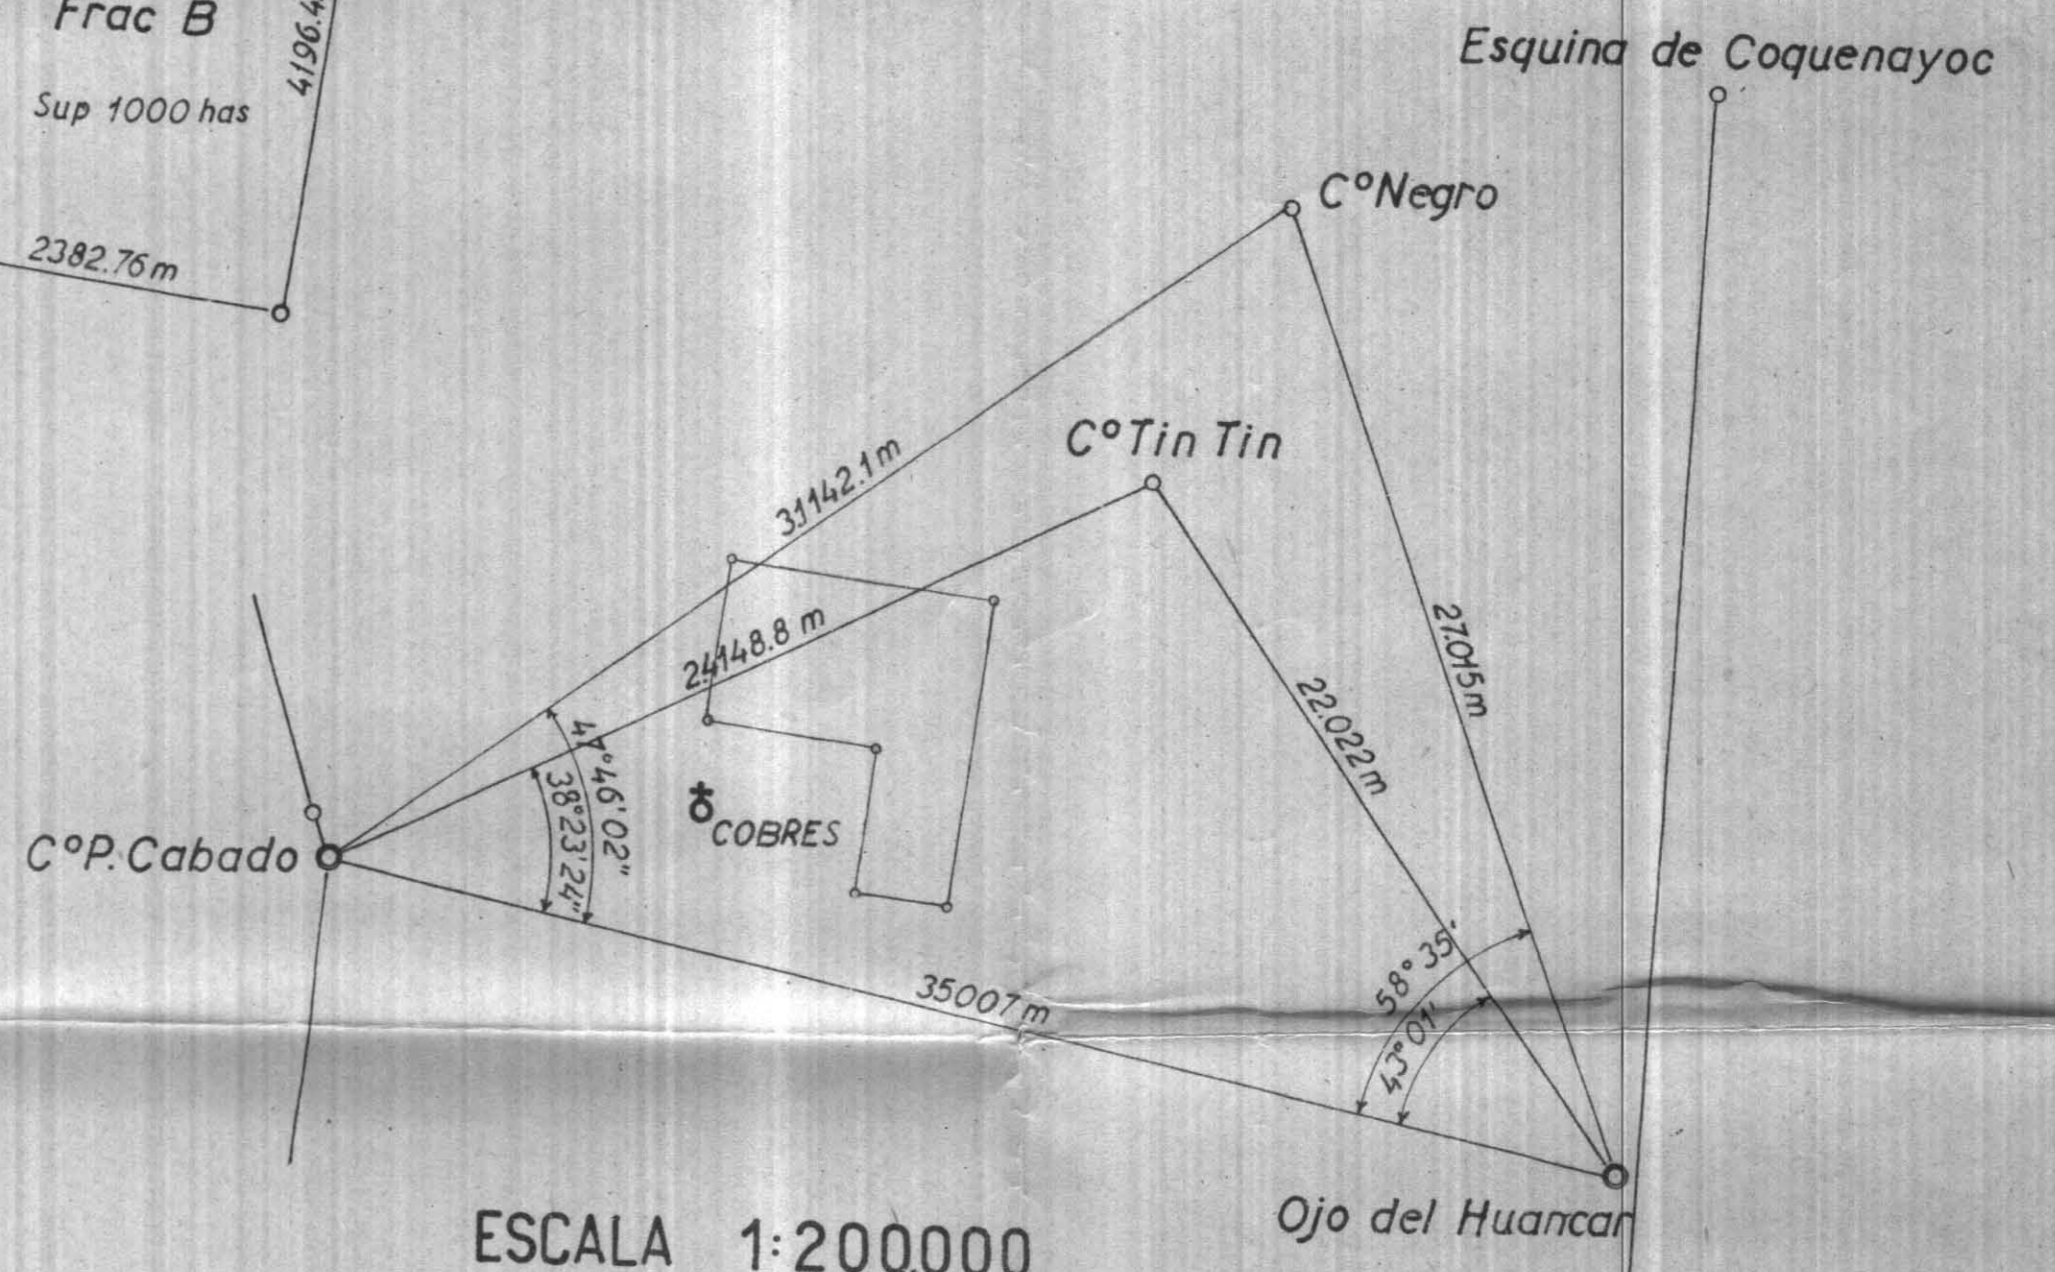 Frac B
4196.4
Sup 1000 has
2382.76 m
Esquina de Coquenayoc
C°Negro
C°Tin Tin
31142.1 m
24148.8 m
27.015 m
22.022 m
47°46'02"
38°23'24"
COBRES
C°P. Cabado
35007 m
58°35'
43°01'
Ojo del Huancar
ESCALA 1:200.000